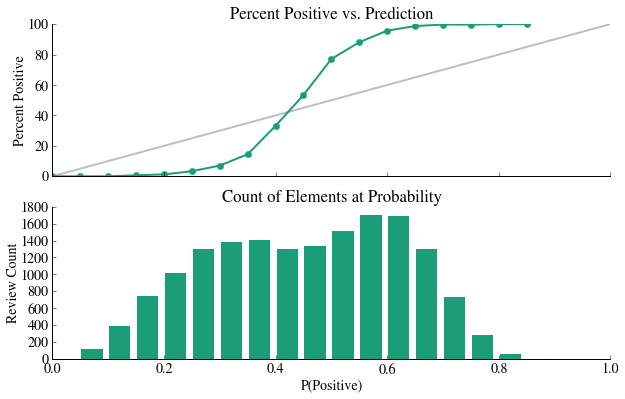 Percent Positive vs. Prediction
100
80
60
40
20
0
Percent Positive
Count of Elements at Probability
1800
1600
1400
1200
1000
800
600
400
200
0
Review Count
0.0 0.2 0.4 0.6 0.8 1.0
P(Positive)